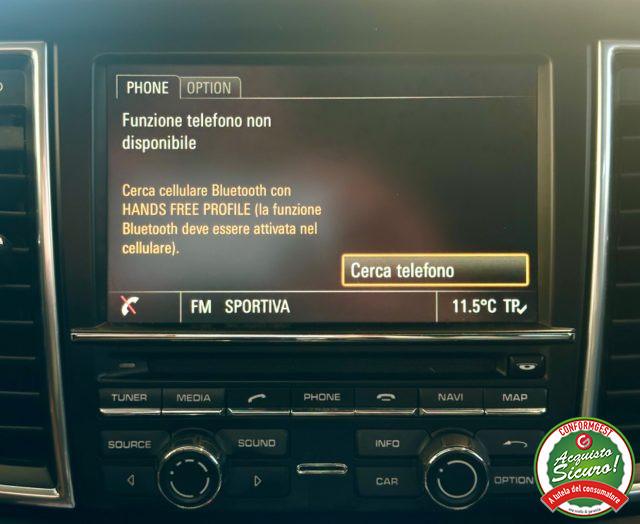 PHONE OPTION
Funzione telefono non
disponibile
Cerca cellulare Bluetooth con
HANDS FREE PROFILE (la funzione
Bluetooth deve essere attivata nel
cellulare).
Cerca telefono
FM SPORTIVA 11.5°C TP
TUNER MEDIA PHONE NAVI MAP
SOURCE SOUND INFO
CAR OPTION
CONFORMGEST
Acquisto
Sicuro!
A tutela del consumatore